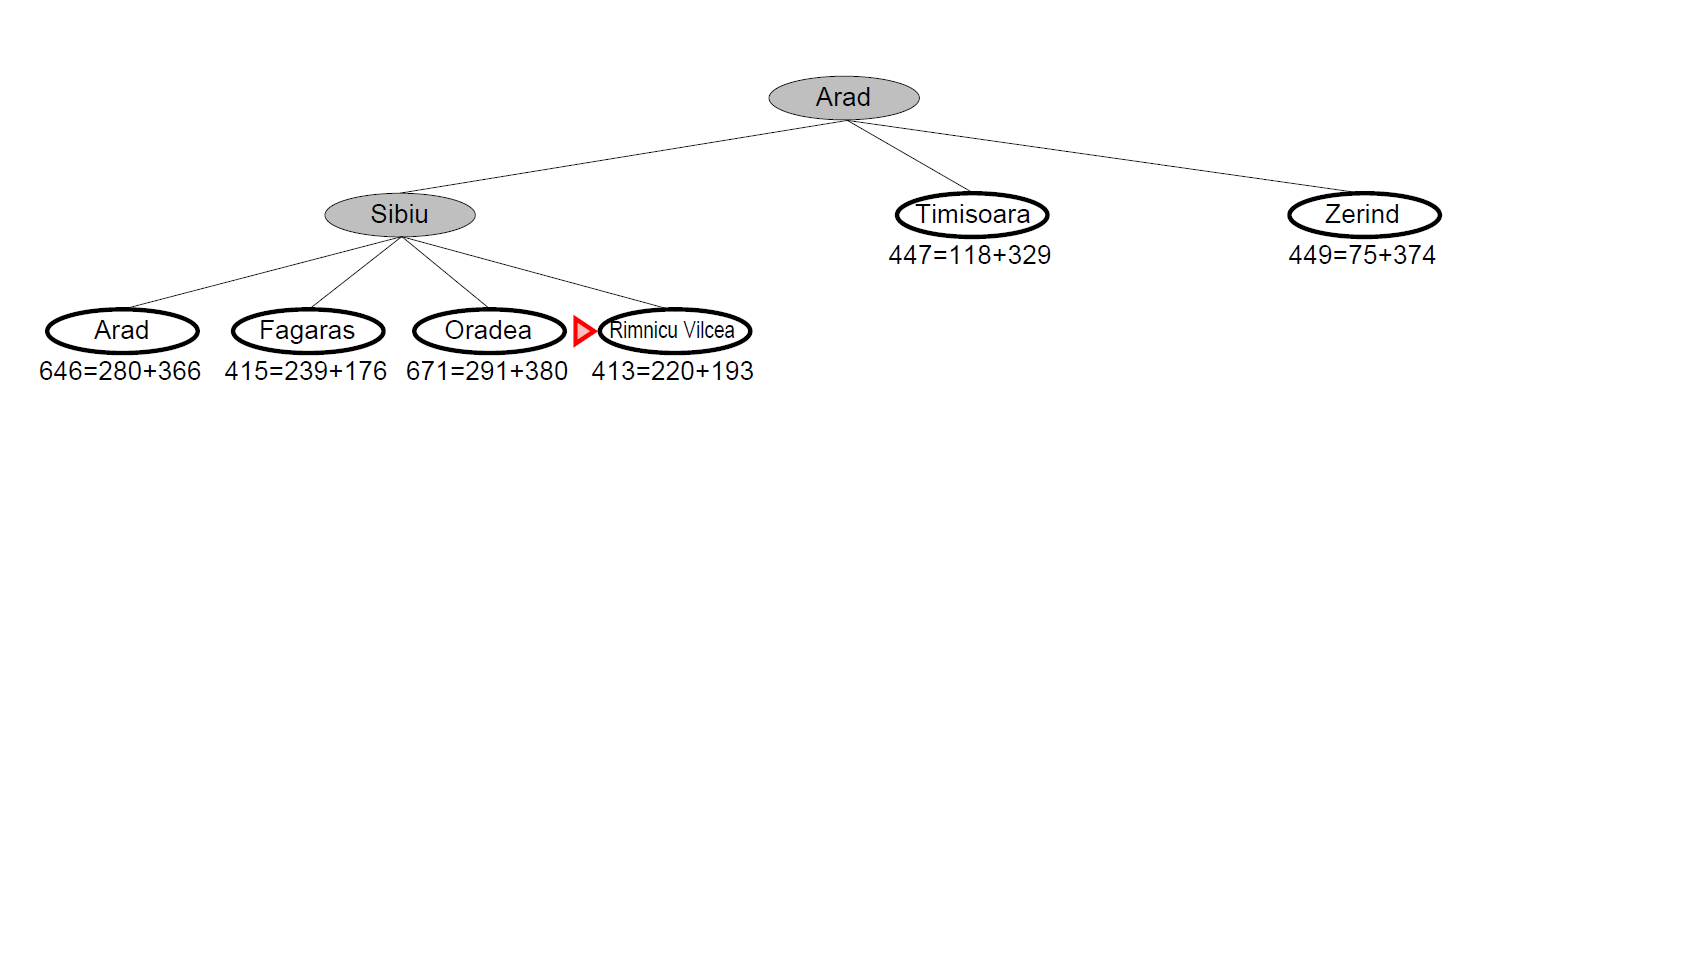 Arad
Sibiu
Timisoara
Zerind
447=118+329
449=75+374
Arad
Fagaras
Oradea
Rimnicu Vilcea
646=280+366
415=239+176
671=291+380
413=220+193